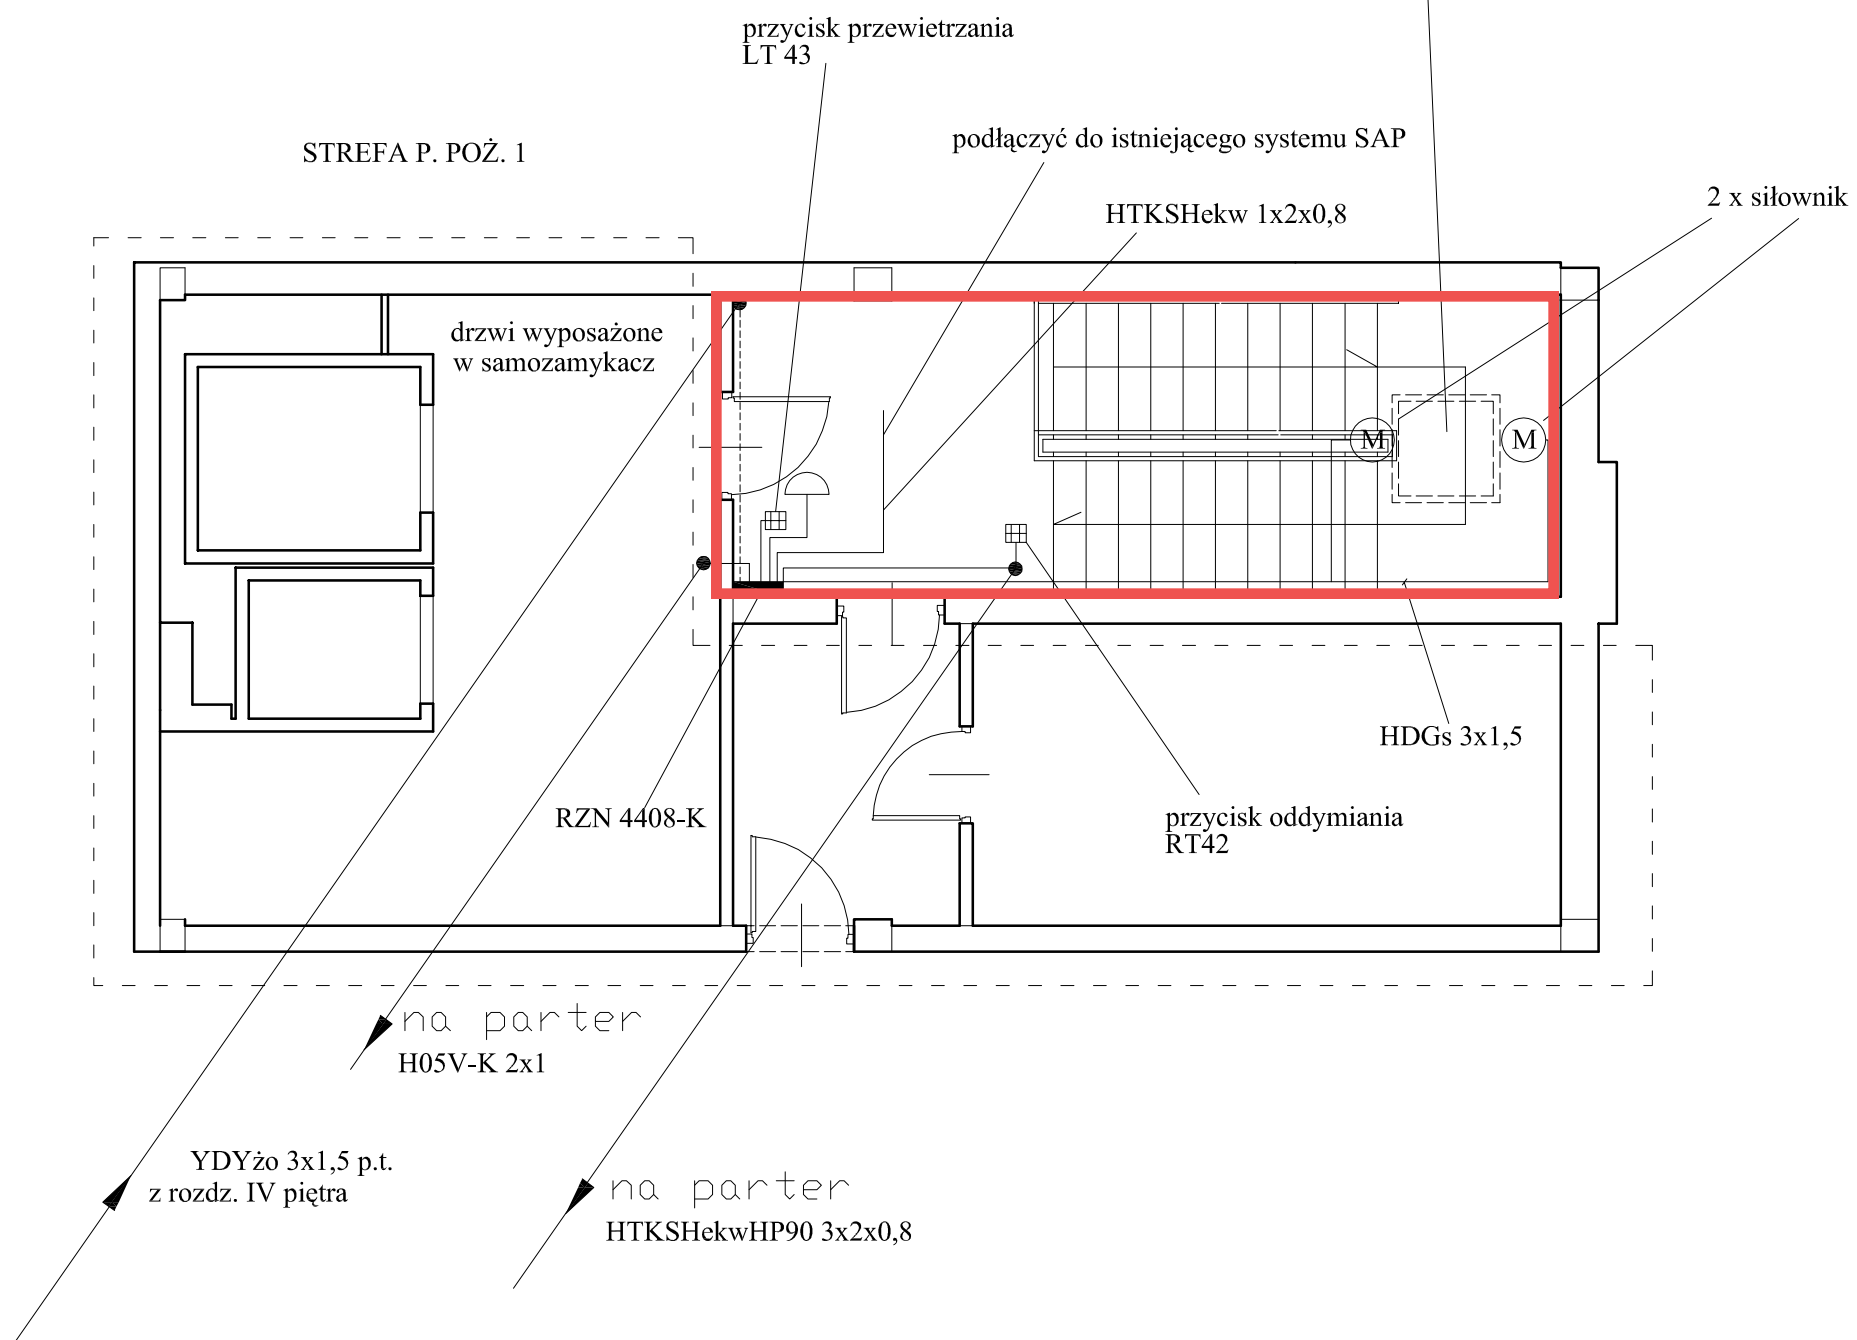 przycisk przewietrzania
LT 43
podłączyć do istniejącego systemu SAP
STREFA P. POŻ. 1
2 x siłownik
HTKSHekw 1x2x0,8
drzwi wyposażone
w samozamykacz
M
M
HDGs 3x1,5
RZN 4408-K
przycisk oddymiania
RT42
na parter
H05V-K 2x1
YDYżo 3x1,5 p.t.
z rozdz. IV piętra
na parter
HTKSHekwHP90 3x2x0,8